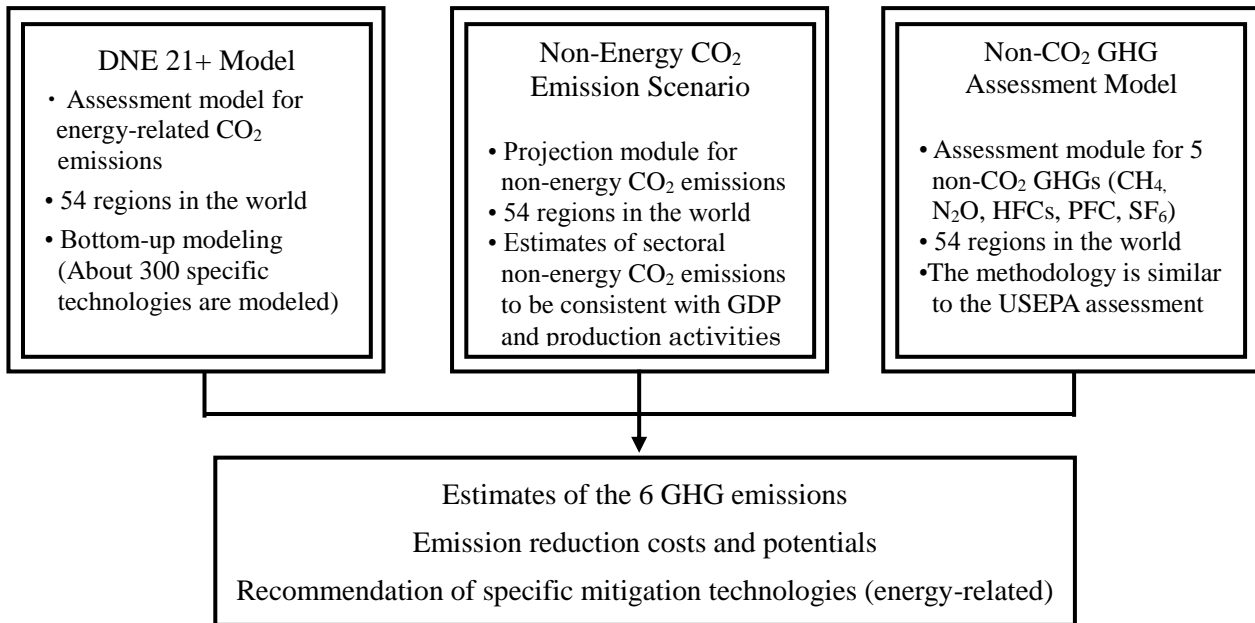 DNE 21+ Model
・ Assessment model for
energy-related CO₂
emissions
• 54 regions in the world
• Bottom-up modeling
(About 300 specific
technologies are modeled)
Non-Energy CO₂
Emission Scenario
• Projection module for
non-energy CO₂ emissions
• 54 regions in the world
• Estimates of sectoral
non-energy CO₂ emissions
to be consistent with GDP
and production activities
Non-CO₂ GHG
Assessment Model
• Assessment module for 5
non-CO₂ GHGs (CH₄,
N₂O, HFCs, PFC, SF₆)
• 54 regions in the world
•The methodology is similar
to the USEPA assessment
Estimates of the 6 GHG emissions
Emission reduction costs and potentials
Recommendation of specific mitigation technologies (energy-related)